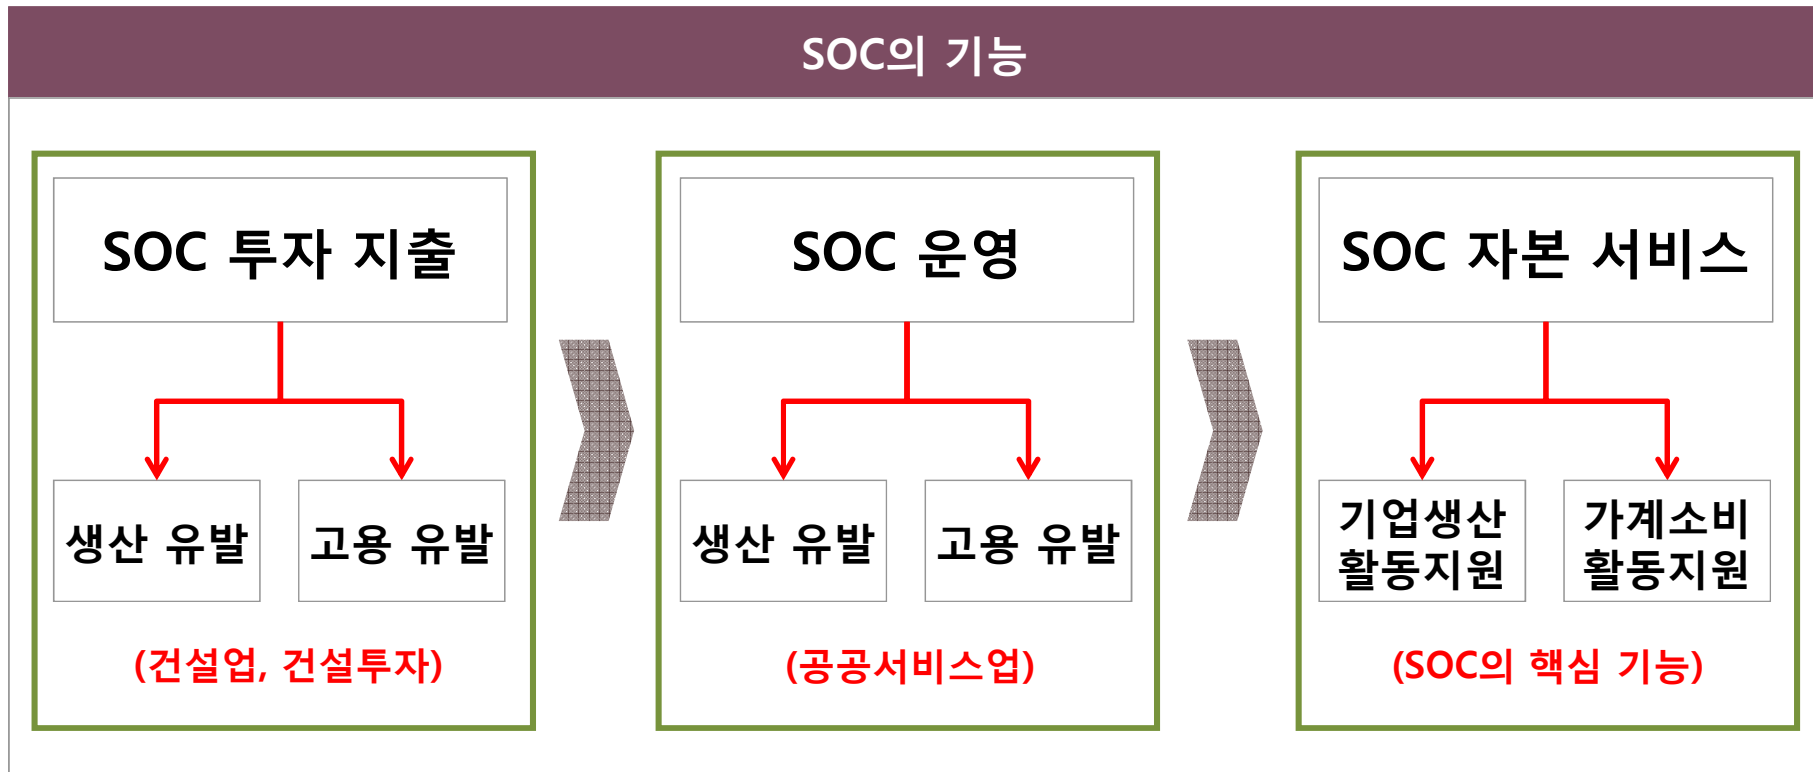 SOC의 기능
SOC 투자 지출
생산 유발
고용 유발
(건설업, 건설투자)
SOC 운영
생산 유발
고용 유발
(공공서비스업)
SOC 자본 서비스
기업생산
활동지원
가계소비
활동지원
(SOC의 핵심 기능)